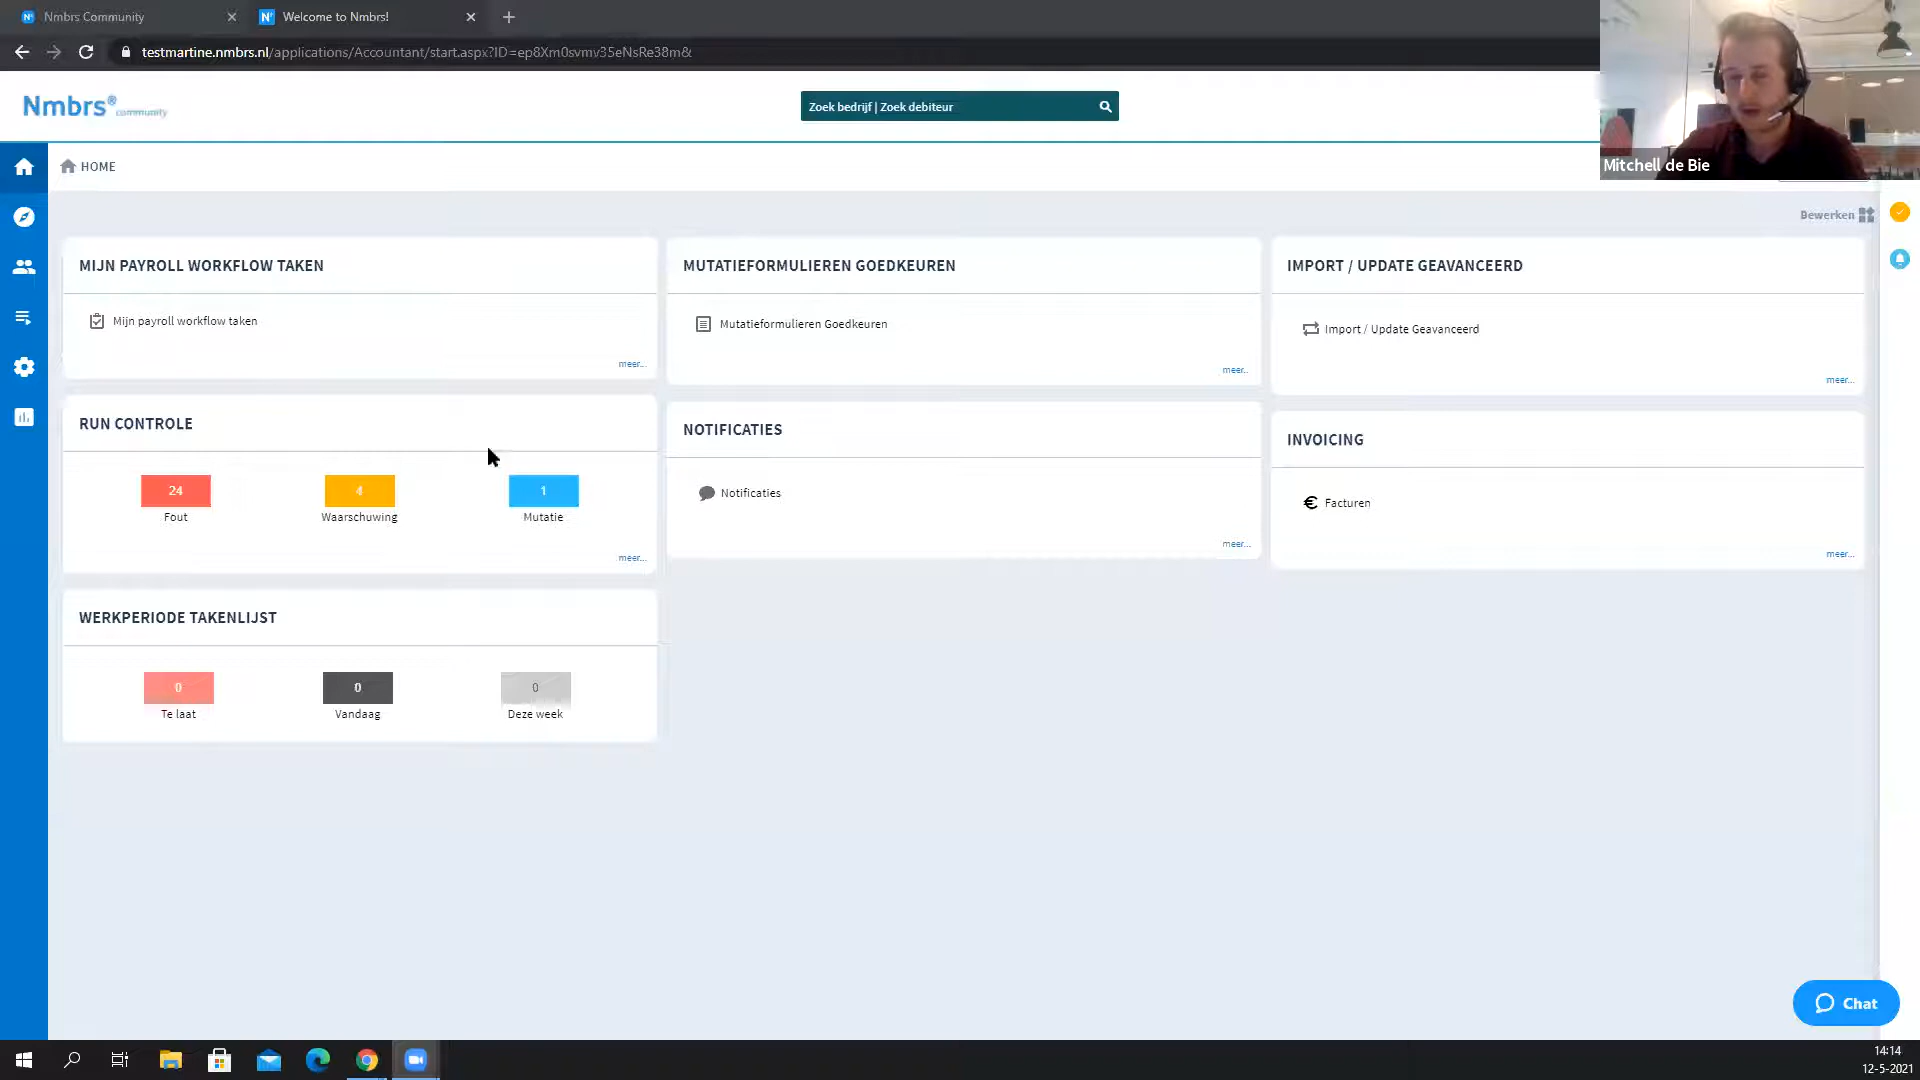 Nmbrs Community
Welcome to Nmbrs!
testmartine.nmbrs.nl/applications/Accountant/start.aspx?ID=ep8Xm0svmv35eNsRe38m&
Nmbrs® community
Zoek bedrijf | Zoek debiteur
Mitchell de Bie
HOME
Bewerken
MIJN PAYROLL WORKFLOW TAKEN
Mijn payroll workflow taken
meer...
MUTATIEFORMULIEREN GOEDKEUREN
Mutatieformulieren Goedkeuren
meer..
IMPORT / UPDATE GEAVANCEERD
Import / Update Geavanceerd
meer...
RUN CONTROLE
24
4
1
Fout
Waarschuwing
Mutatie
meer...
NOTIFICATIES
Notificaties
meer...
INVOICING
Facturen
meer...
WERKPERIODE TAKENLIJST
0
0
0
Te laat
Vandaag
Deze week
Chat
14:14
12-5-2021